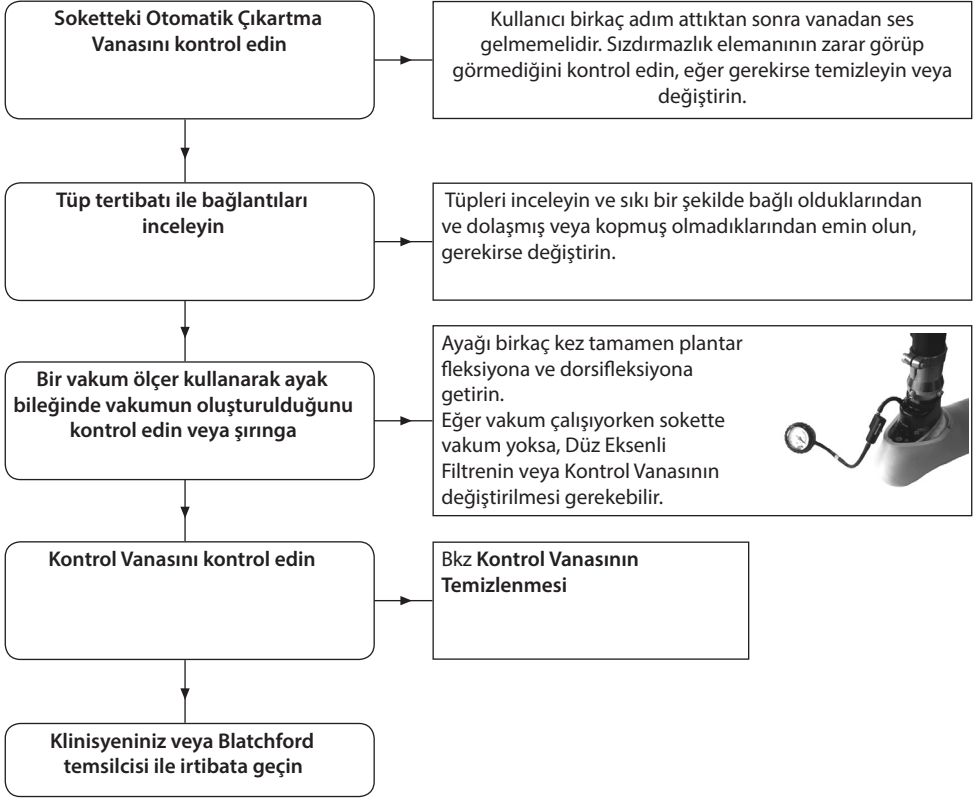 Soketteki Otomatik Çıkartma
Vanasını kontrol edin
Kullanıcı birkaç adım attıktan sonra vanadan ses
gelmemelidir. Sızdırmazlık elemanının zarar görüp
görmediğini kontrol edin, eğer gerekirse temizleyin veya
değiştirin.
Tüp tertibatı ile bağlantıları
inceleyin
Tüpleri inceleyin ve sıkı bir şekilde bağlı olduklarından
ve dolaşmış veya kopmuş olmadıklarından emin olun,
gerekirse değiştirin.
Bir vakum ölçer kullanarak ayak
bileğinde vakumun oluşturulduğunu
kontrol edin veya şırınga
Ayağı birkaç kez tamamen plantar
fleksiyona ve dorsifleksiyona
getirin.
Eğer vakum çalışıyorken sokette
vakum yoksa, Düz Eksenli
Filtrenin veya Kontrol Vanasının
değiştirilmesi gerekebilir.
Kontrol Vanasını kontrol edin
Bkz Kontrol Vanasının
Temizlenmesi
Klinisyeniniz veya Blatchford
temsilcisi ile irtibata geçin